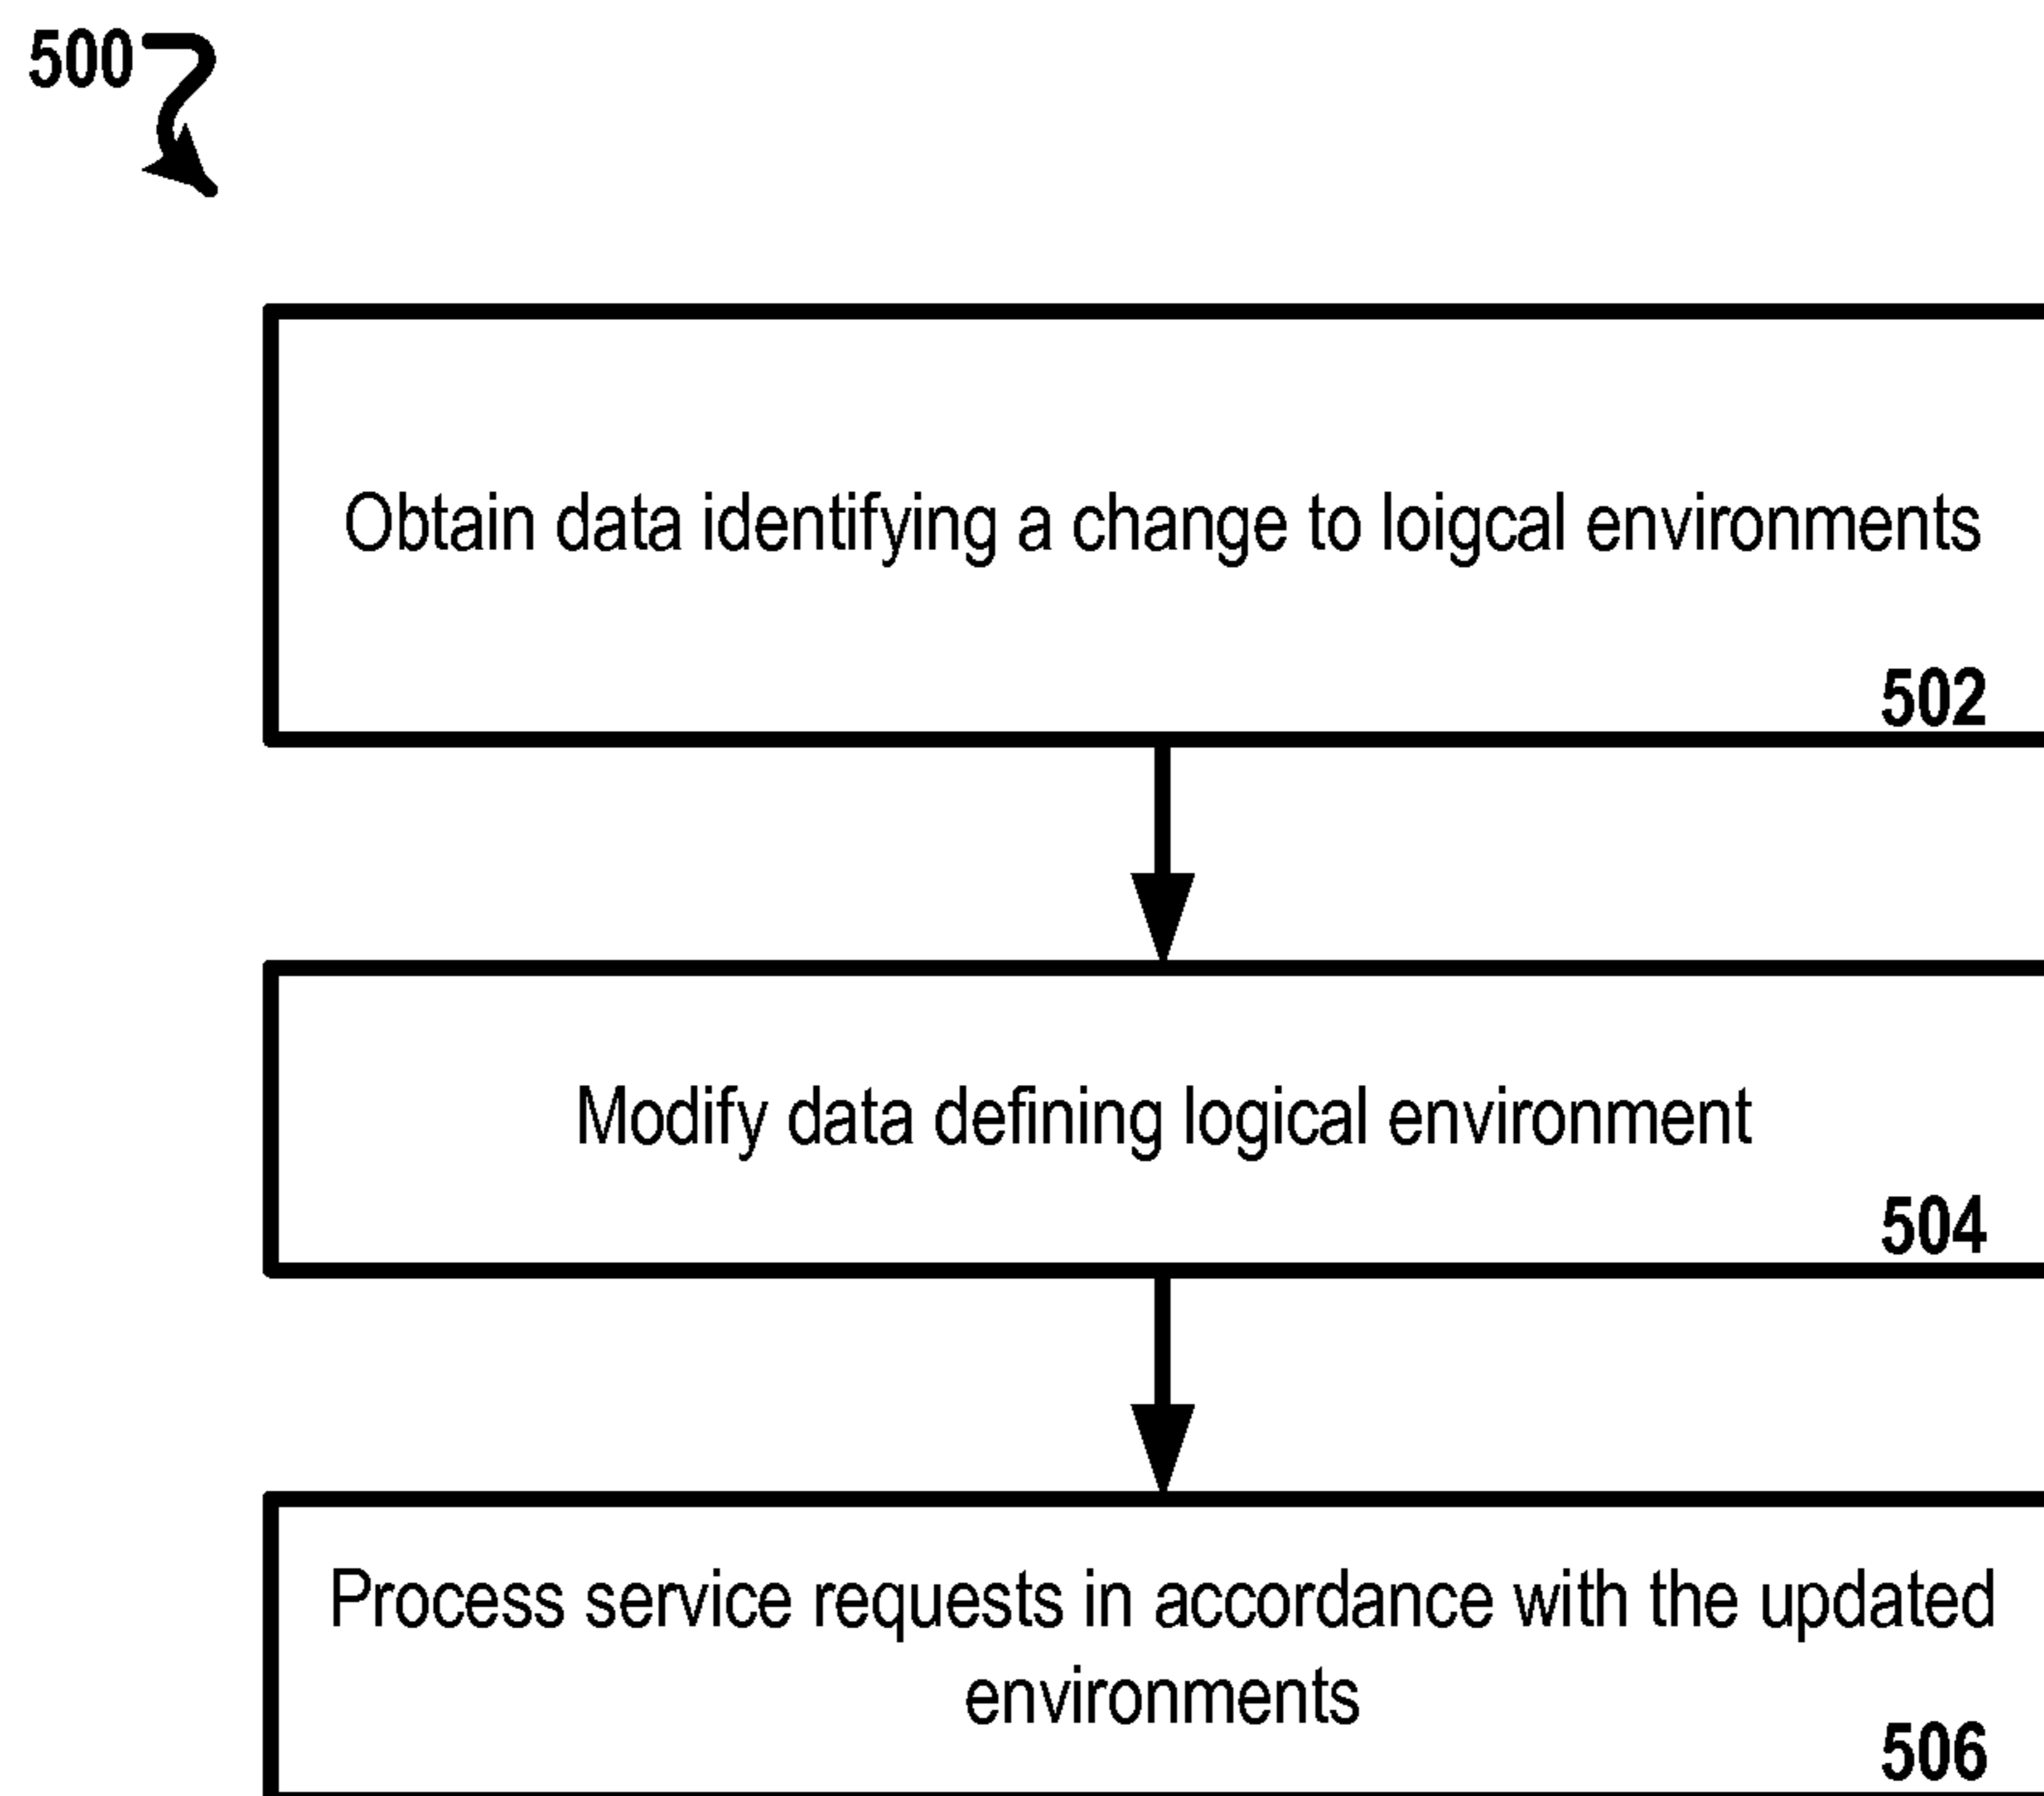 500
Obtain data identifying a change to loigcal environments
502
Modify data defining logical environment
504
Process service requests in accordance with the updated
environments
506